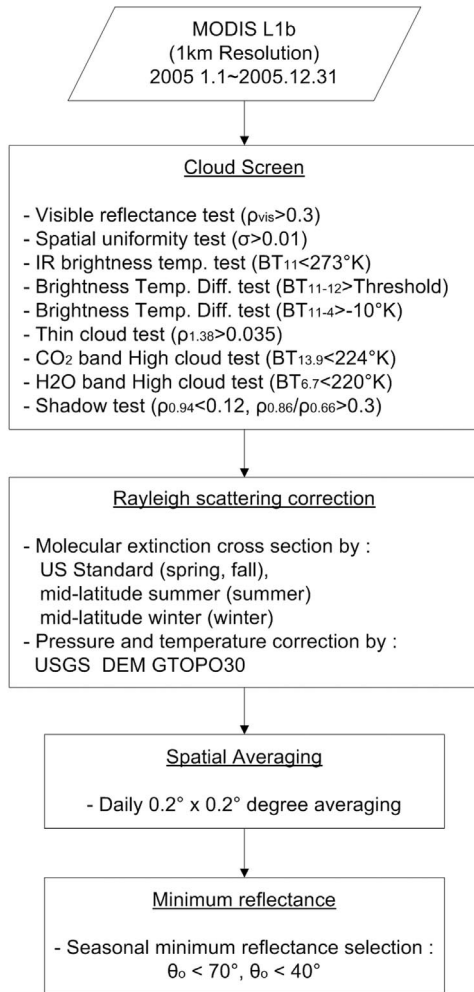 MODIS L1b
(1km Resolution)
2005 1.1~2005.12.31
Cloud Screen
- Visible reflectance test (ρvis>0.3)
- Spatial uniformity test (σ>0.01)
- IR brightness temp. test (BT11<273°K)
- Brightness Temp. Diff. test (BT11-12>Threshold)
- Brightness Temp. Diff. test (BT11-4>-10°K)
- Thin cloud test (ρ1.38>0.035)
- CO2 band High cloud test (BT13.9<224°K)
- H2O band High cloud test (BT6.7<220°K)
- Shadow test (ρ0.94<0.12, ρ0.86/ρ0.66>0.3)
Rayleigh scattering correction
- Molecular extinction cross section by :
US Standard (spring, fall),
mid-latitude summer (summer)
mid-latitude winter (winter)
- Pressure and temperature correction by :
USGS DEM GTOPO30
Spatial Averaging
- Daily 0.2° x 0.2° degree averaging
Minimum reflectance
- Seasonal minimum reflectance selection :
θo < 70°, θo < 40°